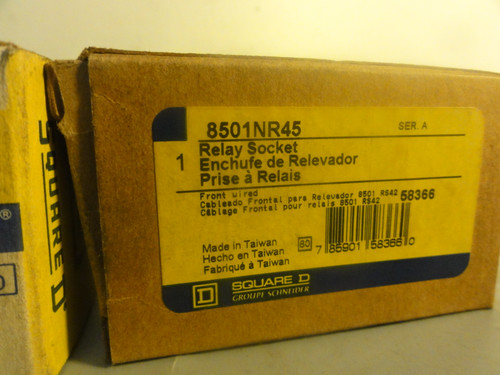 8501NR45
SER. A
1
Relay Socket
Enchufe de Relevador
Prise à Relais
Front wired
Cableado Frontal para Relevador 8501 RS42
Câblage Frontal pour relais 8501 RS42
58366
Made in Taiwan
Hecho en Taiwan
Fabriqué à Taiwan
80
7 85901 58366 0
D
SQUARE D
GROUPE SCHNEIDER
SQUARE D
®
D